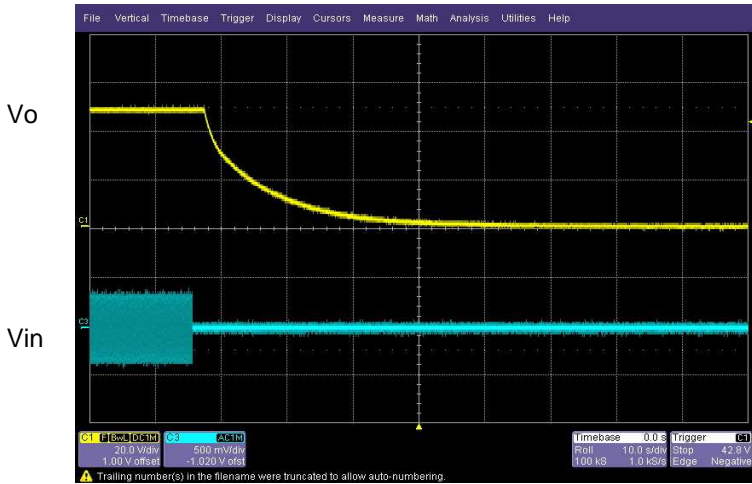 File Vertical Timebase Trigger Display Cursors Measure Math Analysis Utilities Help
Vo
C1
C3
Vin
C1 F BwL DC1M C3 AC1M Timebase 0.0 s Trigger C1
20.0 V/div 500 mV/div Roll 10.0 s/div Stop 42.8 V
1.00 V offset -1.020 V ofst 100 kS 1.0 kS/s Edge Negative
Trailing number(s) in the filename were truncated to allow auto-numbering.